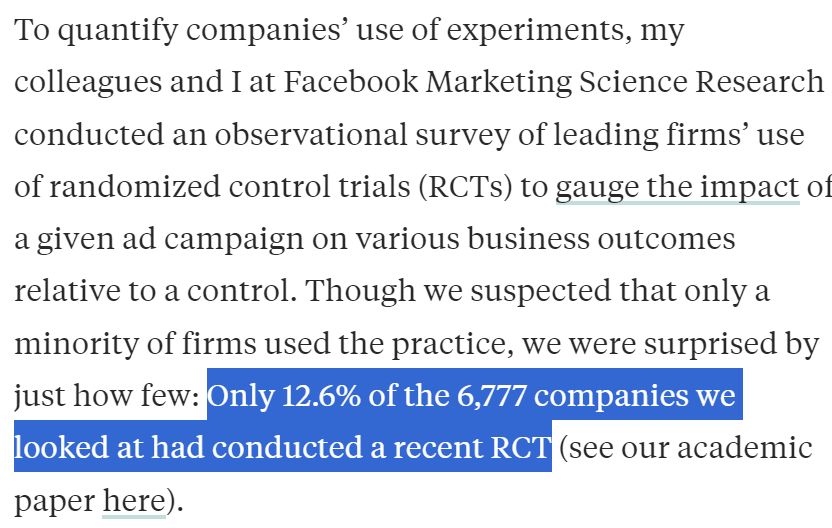 To quantify companies’ use of experiments, my
colleagues and I at Facebook Marketing Science Research
conducted an observational survey of leading firms’ use
of randomized control trials (RCTs) to gauge the impact of
a given ad campaign on various business outcomes
relative to a control. Though we suspected that only a
minority of firms used the practice, we were surprised by
just how few: Only 12.6% of the 6,777 companies we
looked at had conducted a recent RCT (see our academic
paper here).